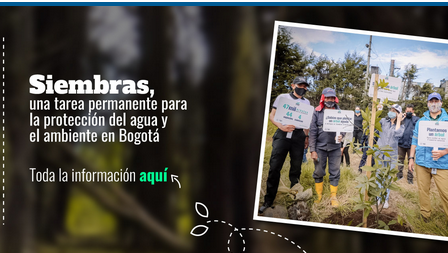 Siembras,
una tarea permanente para
la protección del agua y
el ambiente en Bogotá
Toda la información aquí